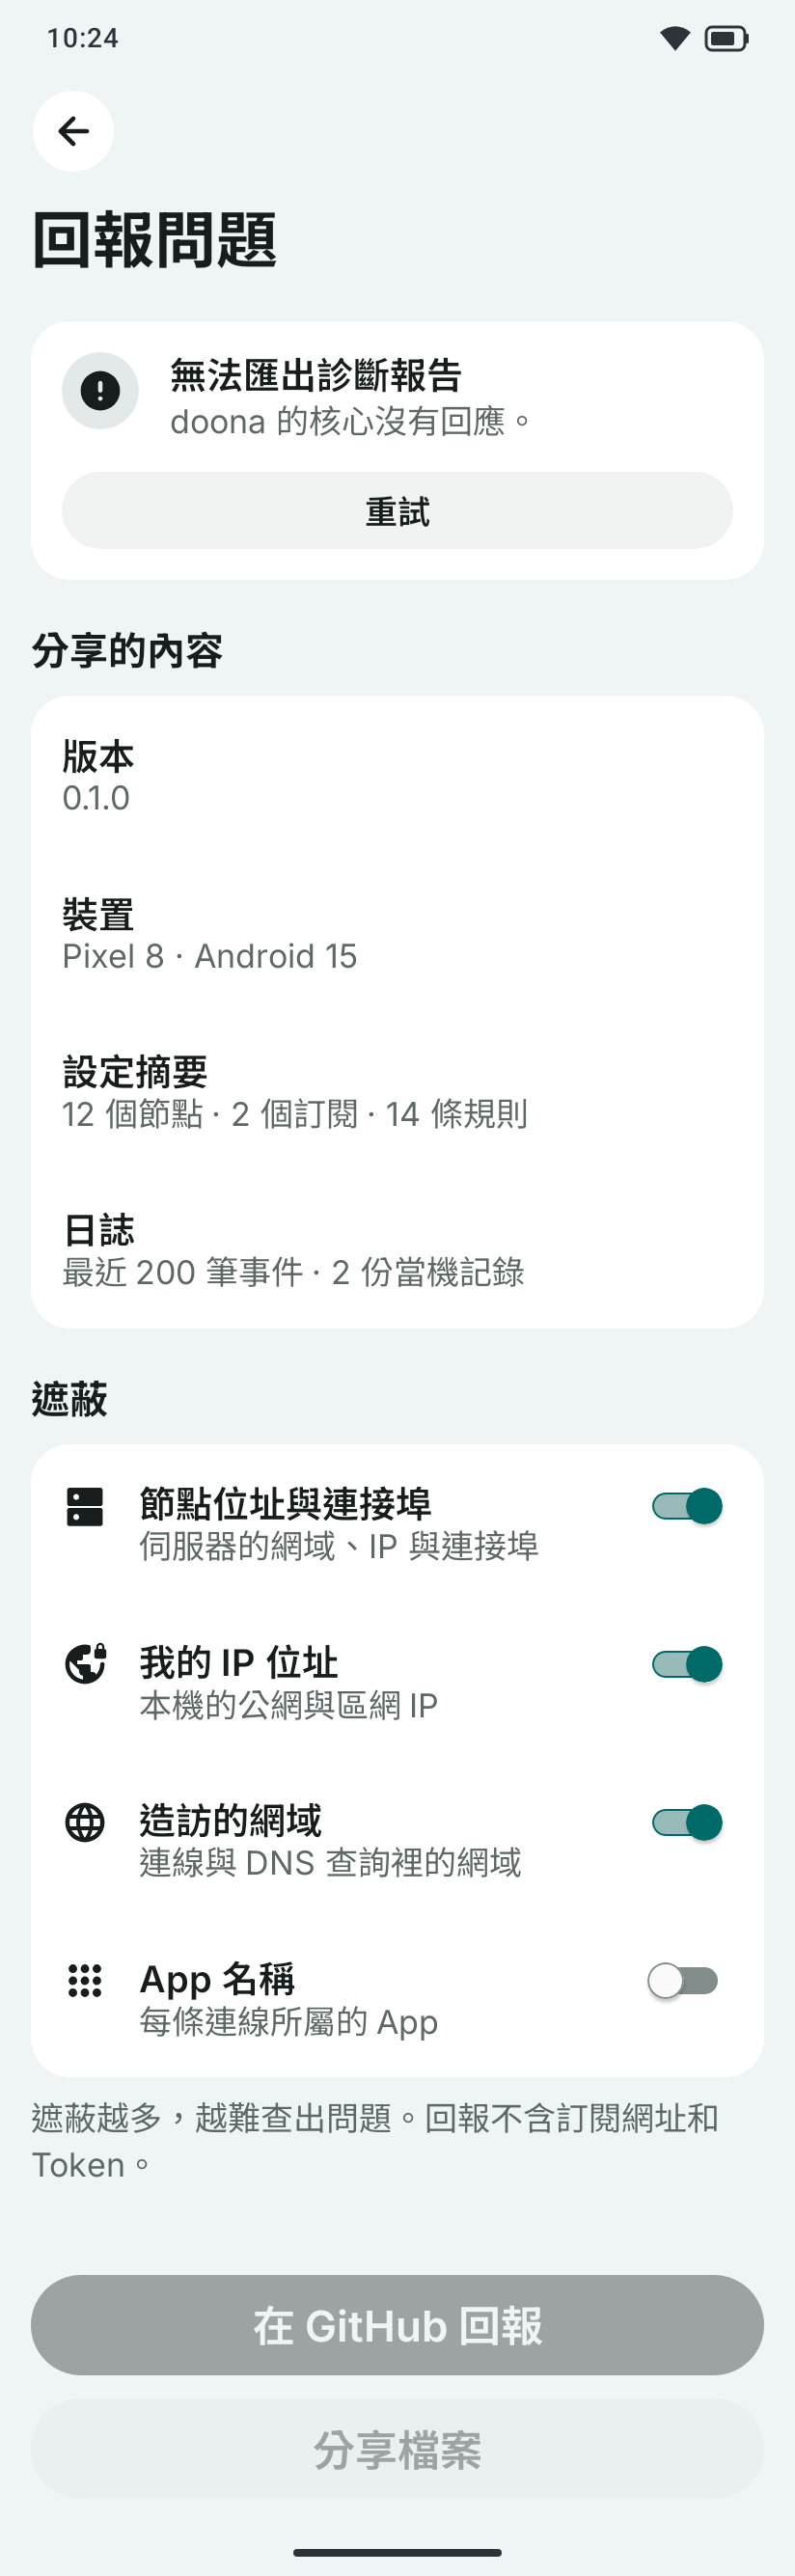 10:24
回報問題
無法匯出診斷報告
doona 的核心沒有回應。
重試
分享的內容
版本
0.1.0
裝置
Pixel 8 · Android 15
設定摘要
12 個節點 · 2 個訂閱 · 14 條規則
日誌
最近 200 筆事件 · 2 份當機記錄
遮蔽
節點位址與連接埠
伺服器的網域、IP 與連接埠
我的 IP 位址
本機的公網與區網 IP
造訪的網域
連線與 DNS 查詢裡的網域
App 名稱
每條連線所屬的 App
遮蔽越多，越難查出問題。回報不含訂閱網址和
Token。
在 GitHub 回報
分享檔案